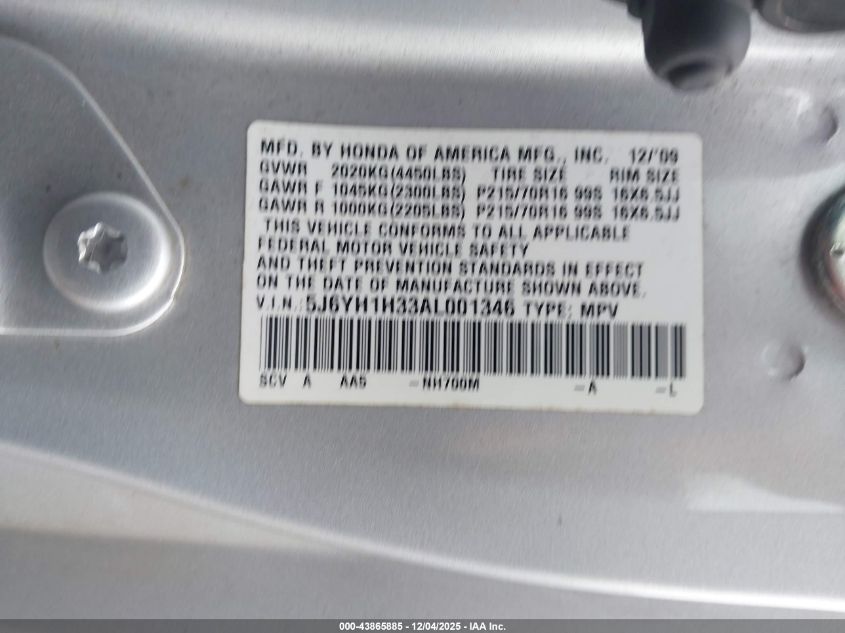 MFD. BY HONDA OF AMERICA MFG., INC. 12/'09
GVWR 2020KG(4450LBS) TIRE SIZE RIM SIZE
GAWR F 1045KG(2300LBS) P215/70R16 99S 16X6.5JJ
GAWR R 1000KG(2205LBS) P215/70R16 99S 16X6.5JJ
THIS VEHICLE CONFORMS TO ALL APPLICABLE
FEDERAL MOTOR VEHICLE SAFETY
AND THEFT PREVENTION STANDARDS IN EFFECT
ON THE DATE OF MANUFACTURE SHOWN ABOVE.
V.I.N.: 5J6YH1H33AL001346 TYPE: MPV
SCV A AA5 -NH700M -A -L
000-43865885 - 12/04/2025 - IAA Inc.